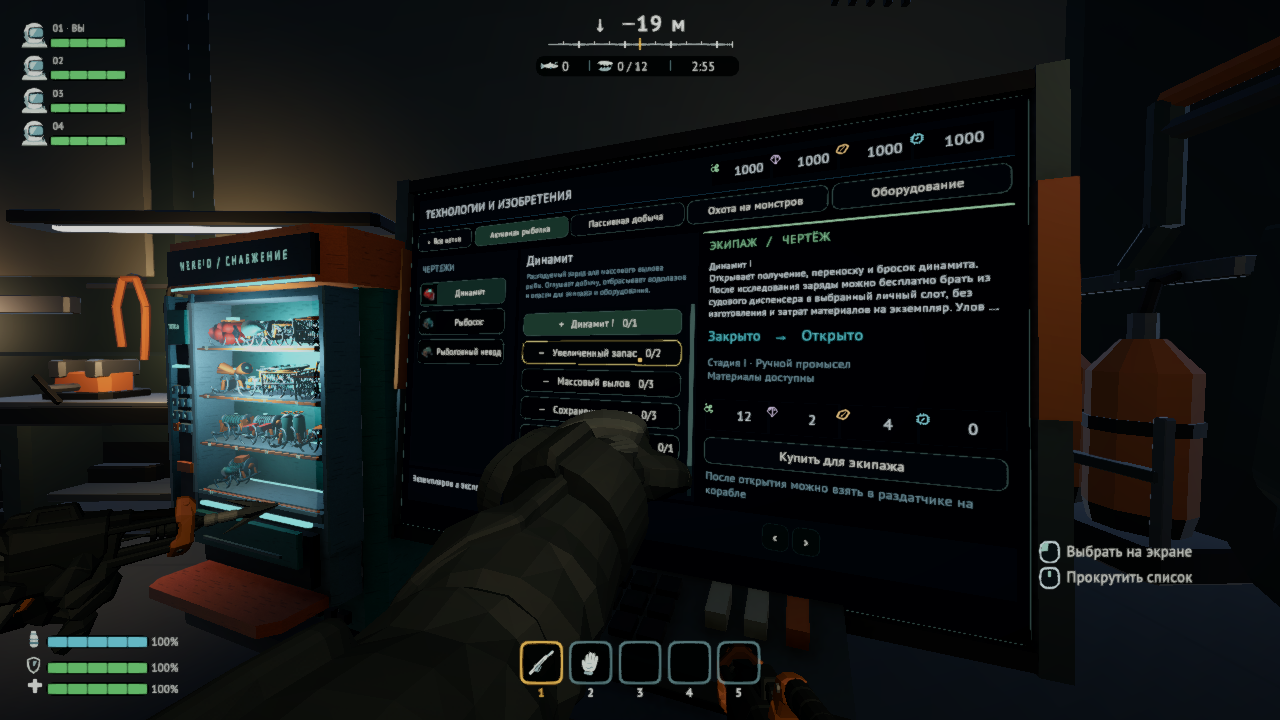 01 · ВЫ
02
03
04
−19 м
0
0 / 12
2:55
ТЕХНОЛОГИИ И ИЗОБРЕТЕНИЯ
1000
1000
1000
1000
Активная рыбалка
Пассивная добыча
Охота на монстров
Оборудование
/ СНАБЖЕНИЕ
ЧЕРТЕЖИ
Динамит
Рыбосос
Рыболовный невод
Динамит
Расходуемый заряд для массового вылова
рыбы. Оглушает добычу, отбрасывает водолазов
и опасен для экипажа и оборудования.
+ Динамит I 0/1
− Увеличенный запас 0/2
− Массовый вылов 0/3
− Сохран 0/3
0/1
ЭКИПАЖ / ЧЕРТЁЖ
Динамит I
Открывает получение, переноску и бросок динамита.
После исследования заряды можно бесплатно брать из
судового диспенсера в выбранный личный слот, без
изготовления и затрат материалов на экземпляр. Улов ...
Закрыто → Открыто
Стадия I · Ручной промысел
Материалы доступны
12
2
4
0
Купить для экипажа
После открытия можно взять в раздатчике на
корабле
‹ ›
Выбрать на экране
Прокрутить список
100%
100%
100%
1 2 3 4 5